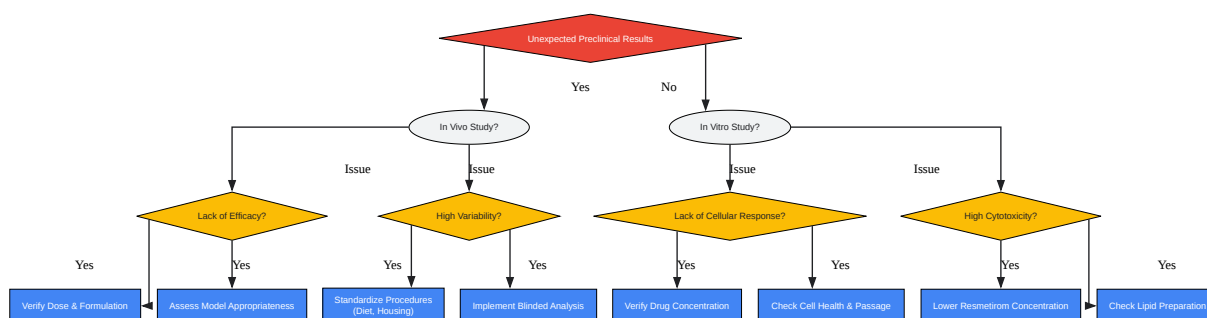 Unexpected Preclinical Results
Yes
No
In Vivo Study?
In Vitro Study?
Issue
Issue
Issue
Issue
Lack of Efficacy?
High Variability?
Lack of Cellular Response?
High Cytotoxicity?
Yes
Yes
Yes
Yes
Yes
Yes
Yes
Yes
Verify Dose & Formulation
Assess Model Appropriateness
Standardize Procedures
(Diet, Housing)
Implement Blinded Analysis
Verify Drug Concentration
Check Cell Health & Passage
Lower Resmetirom Concentration
Check Lipid Preparation